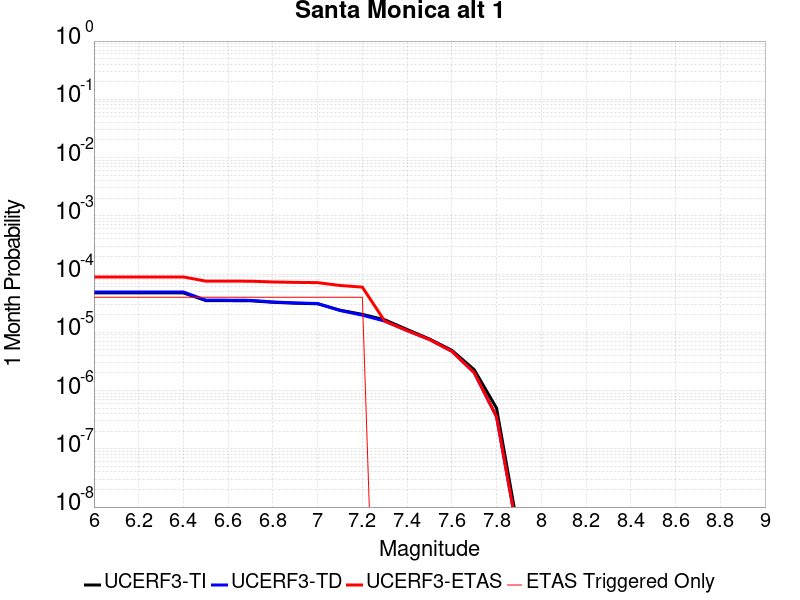 Santa Monica alt 1
10^0
10^-1
10^-2
10^-3
10^-4
10^-5
10^-6
10^-7
10^-8
1 Month Probability
6 6.2 6.4 6.6 6.8 7 7.2 7.4 7.6 7.8 8 8.2 8.4 8.6 8.8 9
Magnitude
UCERF3-TI UCERF3-TD UCERF3-ETAS ETAS Triggered Only